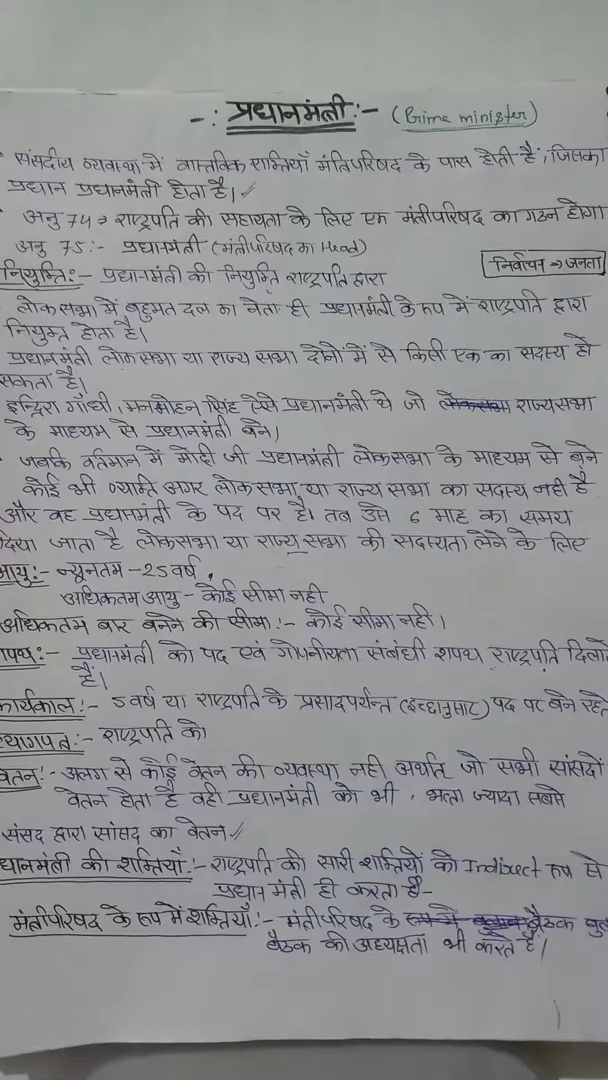 -: प्रधानमंत्री :- (Prime minister)
संसदीय व्यवस्था में वास्तविक शक्तियाँ मंत्रिपरिषद के पास होती है, जिसका
प्रधान प्रधानमंत्री होता है।
अनु 74 → राष्ट्रपति की सहायता के लिए एक मंत्रीपरिषद का गठन होगा
अनु 75:- प्रधानमंत्री (मंत्रीपरिषद का Head)
निर्वाचन → जनता
नियुक्ति:- प्रधानमंत्री की नियुक्ति राष्ट्रपति द्वारा
लोकसभा में बहुमत दल का नेता ही प्रधानमंत्री के रूप में राष्ट्रपति द्वारा
नियुक्त होता है।
प्रधानमंत्री लोकसभा या राज्य सभा दोनों में से किसी एक का सदस्य हो
सकता है।
इन्दिरा गाँधी, मनमोहन सिंह ऐसे प्रधानमंत्री थे जो लोकसभा राज्यसभा
के माध्यम से प्रधानमंत्री बने।
जबकि वर्तमान में मोदी जी प्रधानमंत्री लोकसभा के माध्यम से बने
कोई भी व्यक्ति अगर लोकसभा या राज्य सभा का सदस्य नही है
और वह प्रधानमंत्री के पद पर है। तब उसे 6 माह का समय
दिया जाता है लोकसभा या राज्य सभा की सदस्यता लेने के लिए
आयु:- न्यूनतम - 25 वर्ष
अधिकतम आयु - कोई सीमा नही
अधिकतम बार बनने की सीमा:- कोई सीमा नही।
शपथ:- प्रधानमंत्री को पद एवं गोपनीयता संबंधी शपथ राष्ट्रपति दिलाते
हैं।
कार्यकाल:- 5 वर्ष या राष्ट्रपति के प्रसादपर्यन्त (इच्छानुसार) पद पर बने रहते
त्यागपत्र:- राष्ट्रपति को
वेतन:- अलग से कोई वेतन की व्यवस्था नही अर्थात् जो सभी सांसदों
वेतन होता है वही प्रधानमंत्री को भी, भत्ता ज्यादा सबसे
संसद द्वारा सांसद का वेतन
प्रधानमंत्री की शक्तियाँ:- राष्ट्रपति की सारी शक्तियों को Indirect रूप से
प्रधान मंत्री ही करता है-
मंत्रीपरिषद के रूप में शक्तियाँ:- मंत्रीपरिषद के बैठक
बैठक की अध्यक्षता भी करते हैं।